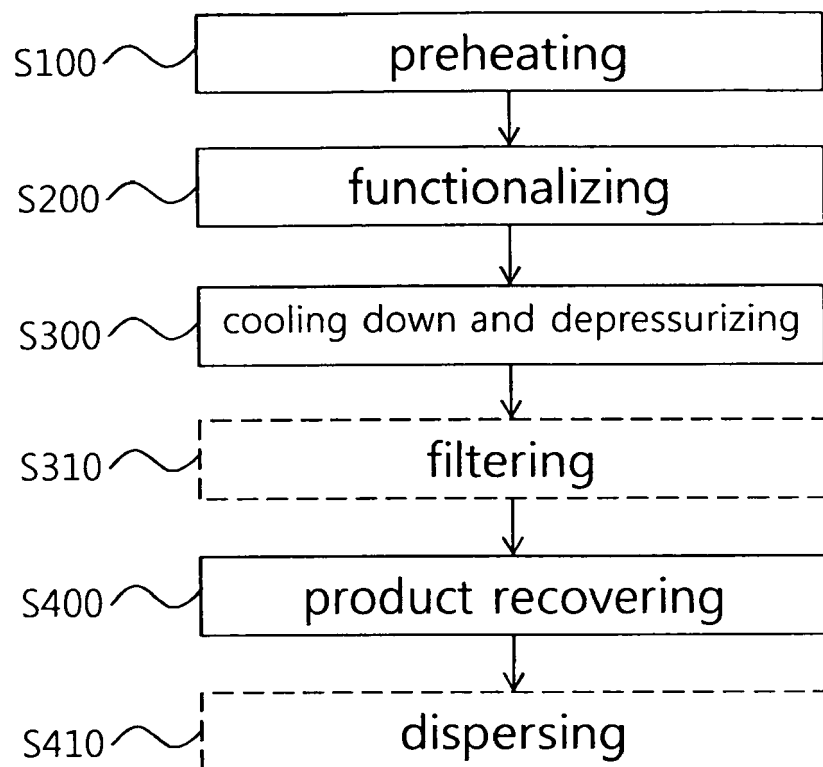 S100 preheating
S200 functionalizing
S300 cooling down and depressurizing
S310 filtering
S400 product recovering
S410 dispersing